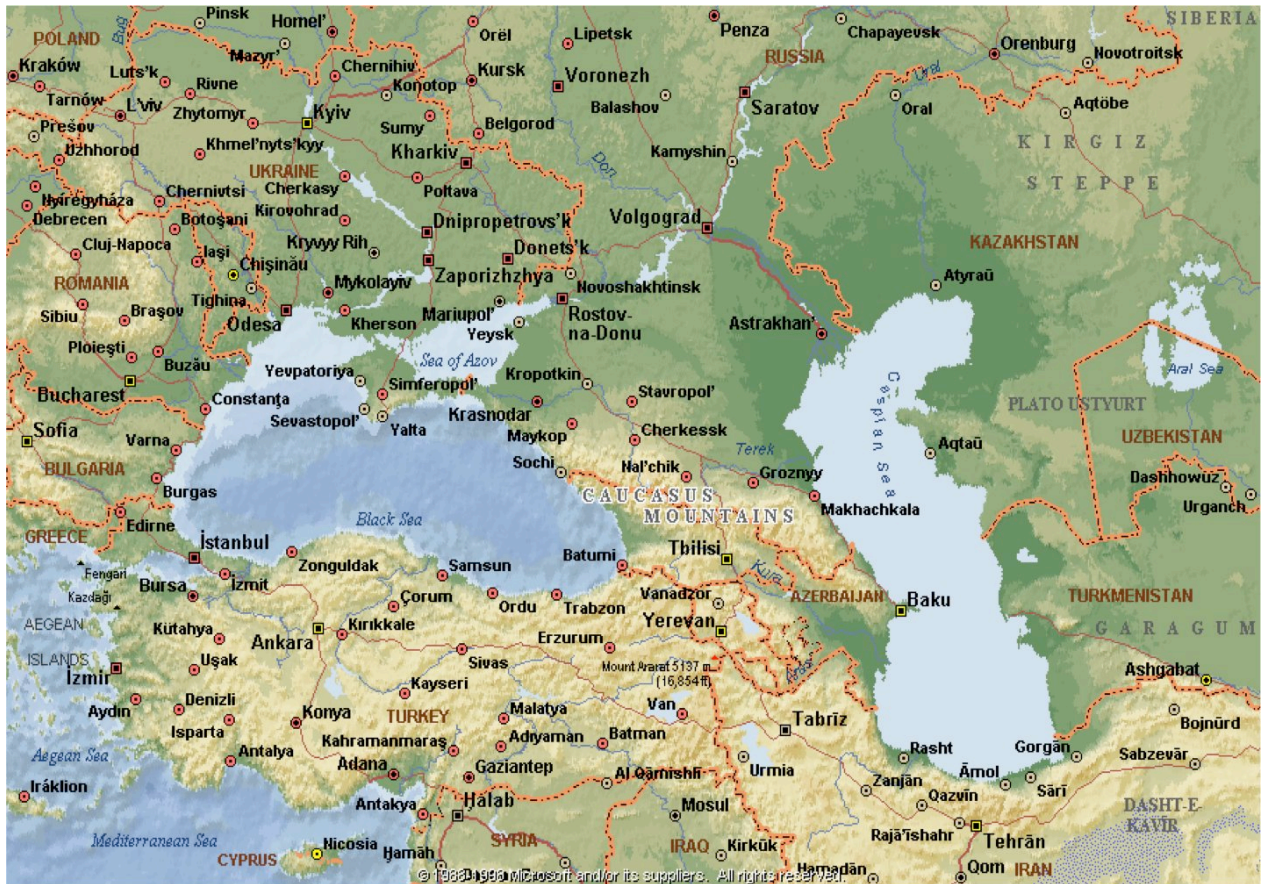 Pinsk
Homel'
Orël
Lipetsk
Penza
Chapayevsk
SIBERIA
POLAND
Bug
Mazyr'
RUSSIA
Orenburg
Novotroitsk
Kraków
Luts'k
Rivne
Chernihiv
Konotop
Kursk
Voronezh
Ural
Tarnów
L'viv
Balashov
Saratov
Oral
Aqtöbe
Zhytomyr
Kyiv
Sumy
Belgorod
Prešov
KIRGIZ
Uzhhorod
Khmel'nyts'kyy
Kharkiv
Don
Kamyshin
UKRAINE
STEPPE
Nyíregyháza
Chernivtsi
Cherkasy
Poltava
Debrecen
Botoşani
Kirovohrad
Dnipropetrovs'k
Volgograd
Cluj-Napoca
Iaşi
Kryvyy Rih
Donets'k
KAZAKHSTAN
Chişinău
Zaporizhzhya
ROMANIA
Tighina
Mykolayiv
Novoshakhtinsk
Atyraū
Sibiu
Braşov
Odesa
Kherson
Mariupol'
Rostov-
na-Donu
Astrakhan'
Yeysk
Ploieşti
Buzău
Sea of Azov
Caspian Sea
Aral Sea
Bucharest
Yevpatoriya
Simferopol'
Kropotkin
Stavropol'
Constanţa
Sevastopol'
Yalta
Krasnodar
PLATO USTYURT
Sofia
Varna
Maykop
Cherkessk
UZBEKISTAN
BULGARIA
Sochi
Nal'chik
Terek
Groznyy
Aqtaū
Dashhowuz
Burgas
CAUCASUS
MOUNTAINS
Makhachkala
Urganch
Edirne
Black Sea
GREECE
İstanbul
Zonguldak
Batumi
Tbilisi
Fengari
Bursa
İzmit
Samsun
Kura
Kazdaği
Çorum
Ordu
Trabzon
Vanadzor
AZERBAIJAN
Baku
TURKMENISTAN
AEGEAN
Kütahya
Ankara
Kırıkkale
Erzurum
Yerevan
GARAGUM
ISLANDS
İzmir
Uşak
Sivas
Mount Ararat 5137 m
(16,854 ft)
Aras
Ashgabat
Aydın
Denizli
Kayseri
Isparta
Konya
TURKEY
Malatya
Van
Tabrīz
Bojnūrd
Aegean Sea
Antalya
Kahramanmaraş
Adıyaman
Batman
Rasht
Gorgān
Sabzevār
Iráklion
Adana
Gaziantep
Al Qāmishlī
Urmia
Zanjān
Āmol
Sārī
Antakya
Ḩalab
Mosul
Qazvīn
DASHT-E
KAVĪR
Mediterranean Sea
Nicosia
SYRIA
Rajā'īshahr
Tehrān
CYPRUS
Ḩamāh
IRAQ
Kirkūk
Hamadān
Qom
IRAN
© 1988-1996 Microsoft and/or its suppliers. All rights reserved.